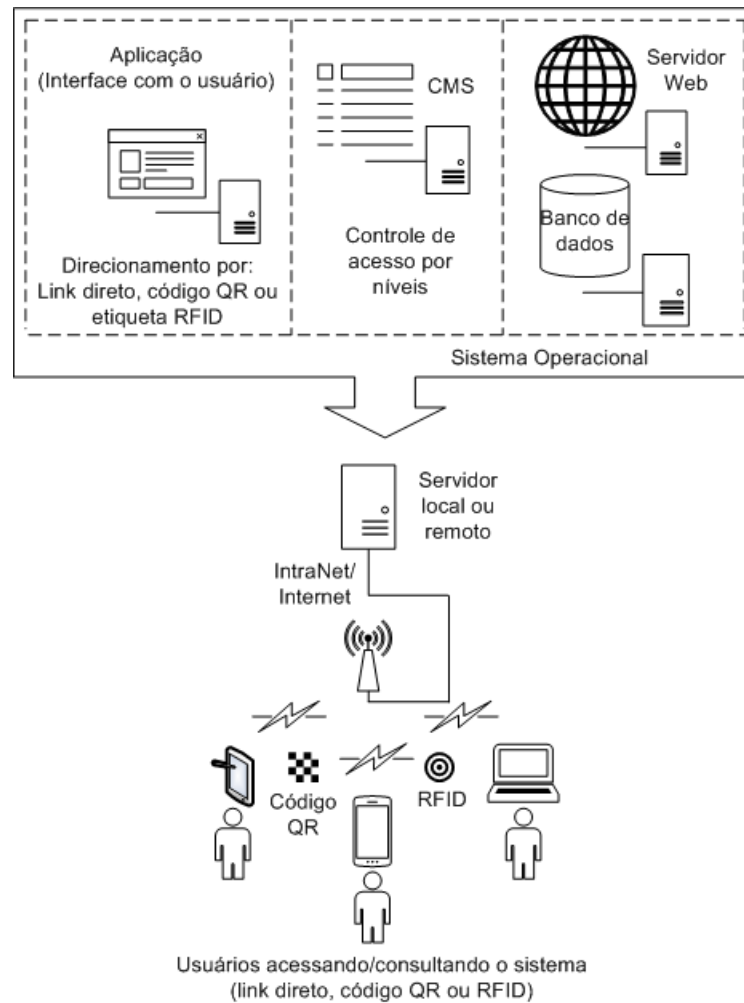 Aplicação
(Interface com o usuário)
Direcionamento por:
Link direto, código QR ou
etiqueta RFID
CMS
Controle de
acesso por
níveis
Servidor
Web
Banco de
dados
Sistema Operacional
Servidor
local ou
remoto
IntraNet/
Internet
Código
QR
RFID
Usuários acessando/consultando o sistema
(link direto, código QR ou RFID)